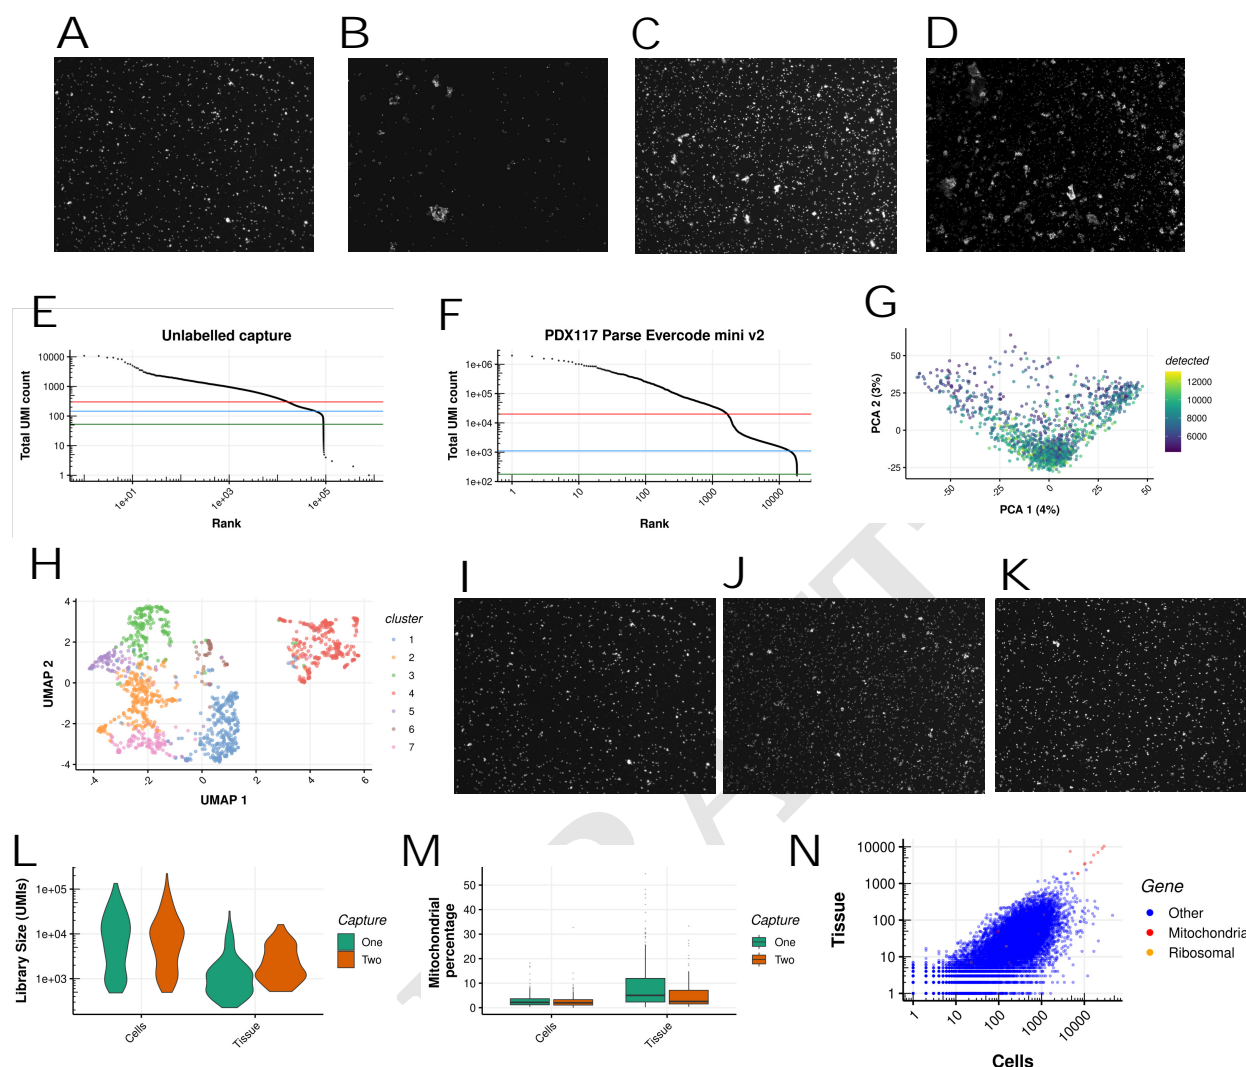 A
B
C
D
E
Unlabelled capture
10000
1000
100
10
1
Total UMI count
1e+01
1e+03
1e+05
Rank
F
PDX117 Parse Evercode mini v2
1e+06
1e+05
1e+04
1e+03
1e+02
Total UMI count
1
10
100
1000
10000
Rank
G
50
25
0
-25
PCA 2 (3%)
-50
-25
0
25
50
PCA 1 (4%)
detected
12000
10000
8000
6000
H
4
2
0
-2
-4
UMAP 2
-4
-2
0
2
4
6
UMAP 1
cluster
1
2
3
4
5
6
7
I
J
K
L
1e+05
1e+04
1e+03
Library Size (UMIs)
Cells
Tissue
Capture
One
Two
M
50
40
30
20
10
0
Mitochondrial
percentage
Cells
Tissue
Capture
One
Two
N
10000
1000
100
10
1
Tissue
1
10
100
1000
10000
Cells
Gene
Other
Mitochondria
Ribosomal